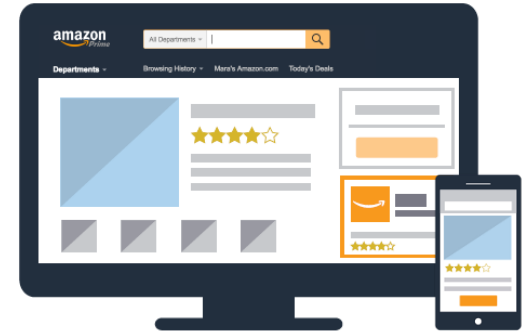 amazon
Prime
All Departments
Departments
Browsing History
Mara's Amazon.com
Today's Deals